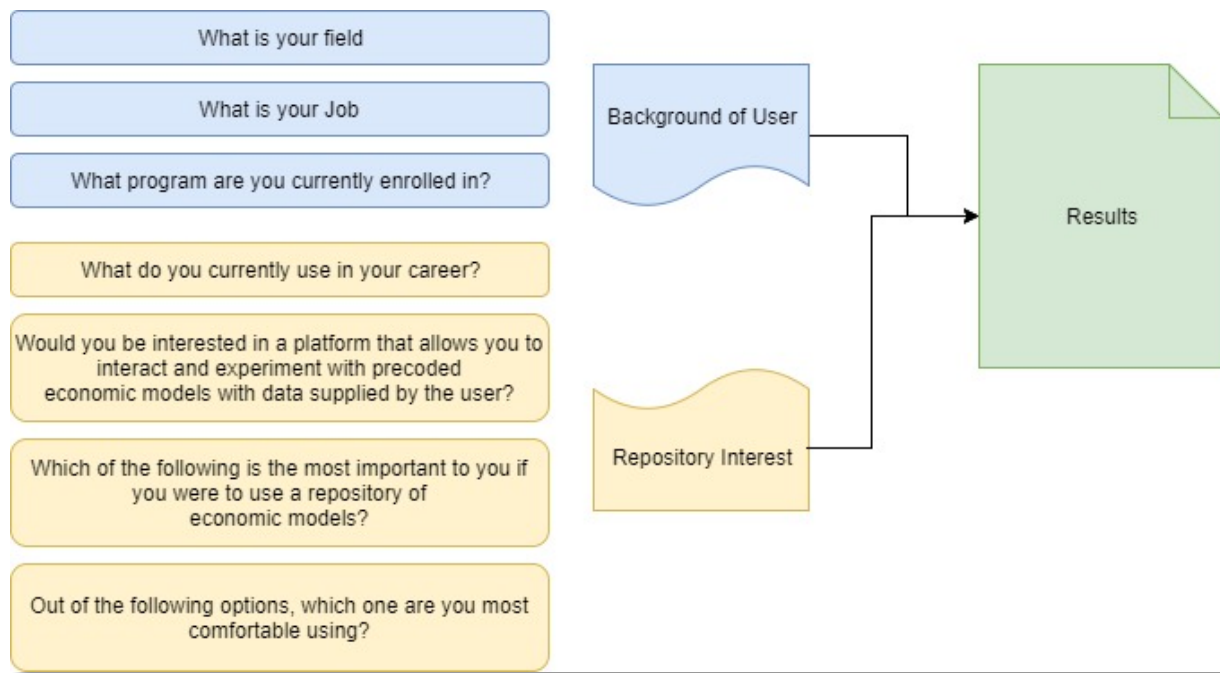 What is your field
What is your Job
What program are you currently enrolled in?
What do you currently use in your career?
Would you be interested in a platform that allows you to
interact and experiment with precoded
economic models with data supplied by the user?
Which of the following is the most important to you if
you were to use a repository of
economic models?
Out of the following options, which one are you most
comfortable using?
Background of User
Repository Interest
Results